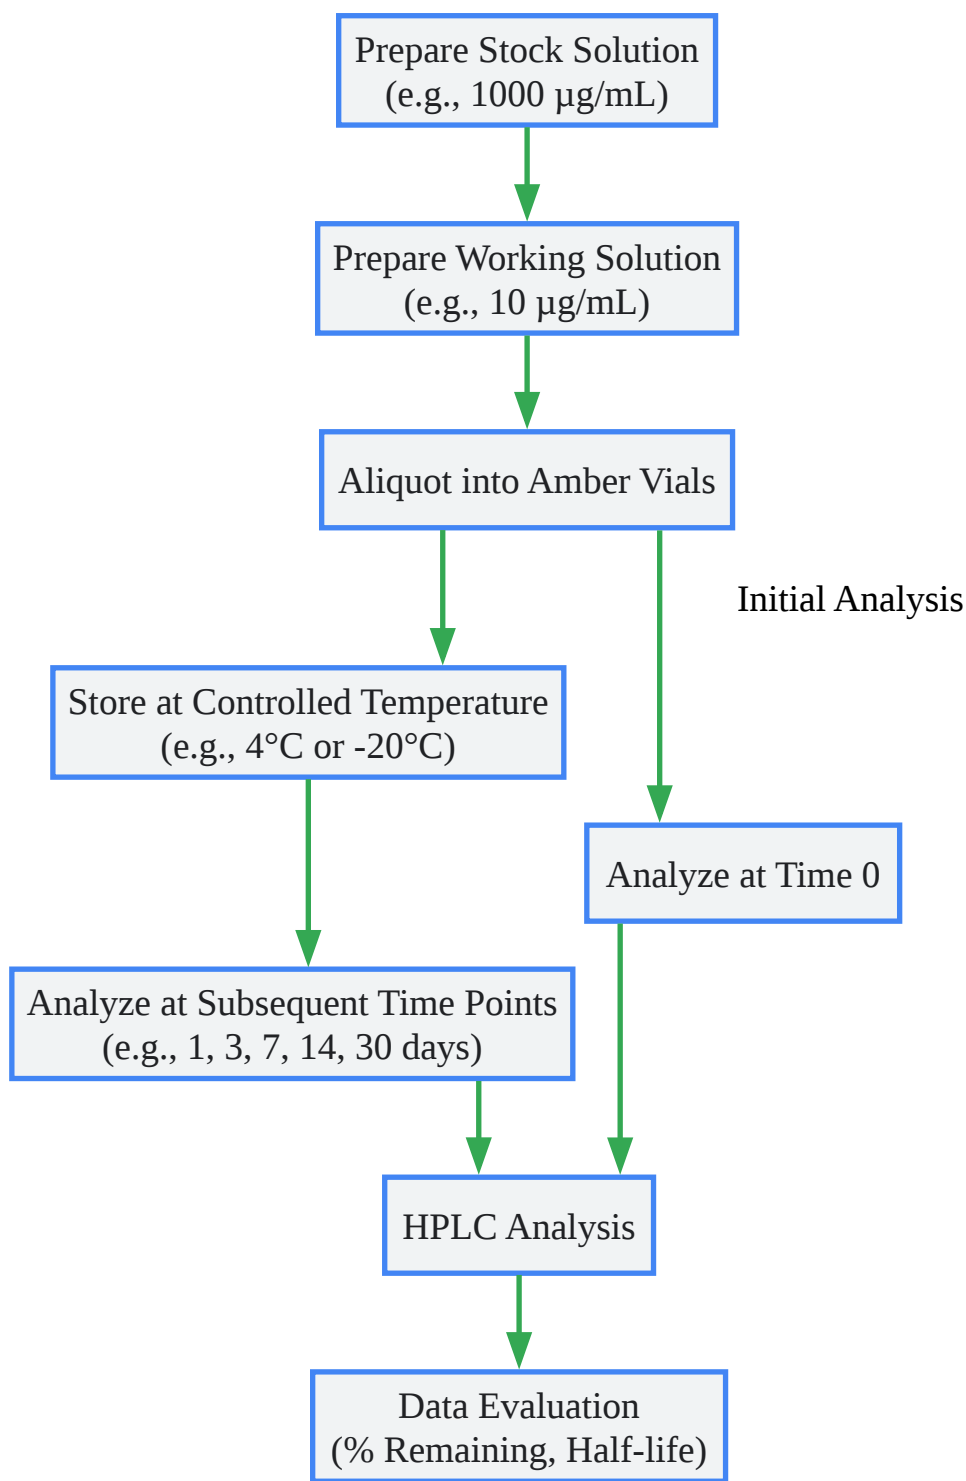 Prepare Stock Solution
(e.g., 1000 µg/mL)
Prepare Working Solution
(e.g., 10 µg/mL)
Aliquot into Amber Vials
Initial Analysis
Store at Controlled Temperature
(e.g., 4°C or -20°C)
Analyze at Time 0
Analyze at Subsequent Time Points
(e.g., 1, 3, 7, 14, 30 days)
HPLC Analysis
Data Evaluation
(% Remaining, Half-life)